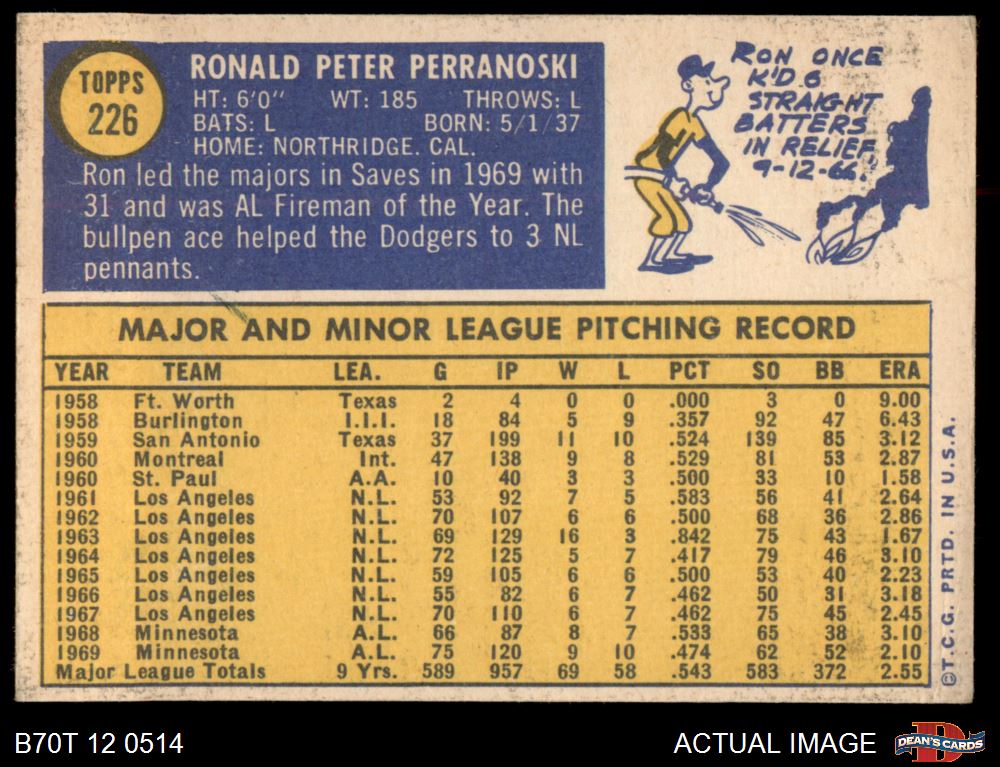 TOPPS
226
RONALD PETER PERRANOSKI
HT: 6'0" WT: 185 THROWS: L
BATS: L BORN: 5/1/37
HOME: NORTHRIDGE. CAL.
Ron led the majors in Saves in 1969 with
31 and was AL Fireman of the Year. The
bullpen ace helped the Dodgers to 3 NL
pennants.
RON ONCE
K'D 6
STRAIGHT
BATTERS
IN RELIEF
9-12-66.
MAJOR AND MINOR LEAGUE PITCHING RECORD
YEAR TEAM LEA. G IP W L PCT SO BB ERA
1958 Ft. Worth Texas 2 4 0 0 .000 3 0 9.00
1958 Burlington I.I.I. 18 84 5 9 .357 92 47 6.43
1959 San Antonio Texas 37 199 11 10 .524 139 85 3.12
1960 Montreal Int. 47 138 9 8 .529 81 53 2.87
1960 St. Paul A.A. 10 40 3 3 .500 33 10 1.58
1961 Los Angeles N.L. 53 92 7 5 .583 56 41 2.64
1962 Los Angeles N.L. 70 107 6 6 .500 68 36 2.86
1963 Los Angeles N.L. 69 129 16 3 .842 75 43 1.67
1964 Los Angeles N.L. 72 125 5 7 .417 79 46 3.10
1965 Los Angeles N.L. 59 105 6 6 .500 53 40 2.23
1966 Los Angeles N.L. 55 82 6 7 .462 50 31 3.18
1967 Los Angeles N.L. 70 110 6 7 .462 75 45 2.45
1968 Minnesota A.L. 66 87 8 7 .533 65 38 3.10
1969 Minnesota A.L. 75 120 9 10 .474 62 52 2.10
Major League Totals 9 Yrs. 589 957 69 58 .543 583 372 2.55
©T.C.G. PRTD. IN U.S.A.
B70T 12 0514
ACTUAL IMAGE
D
DEAN'S CARDS